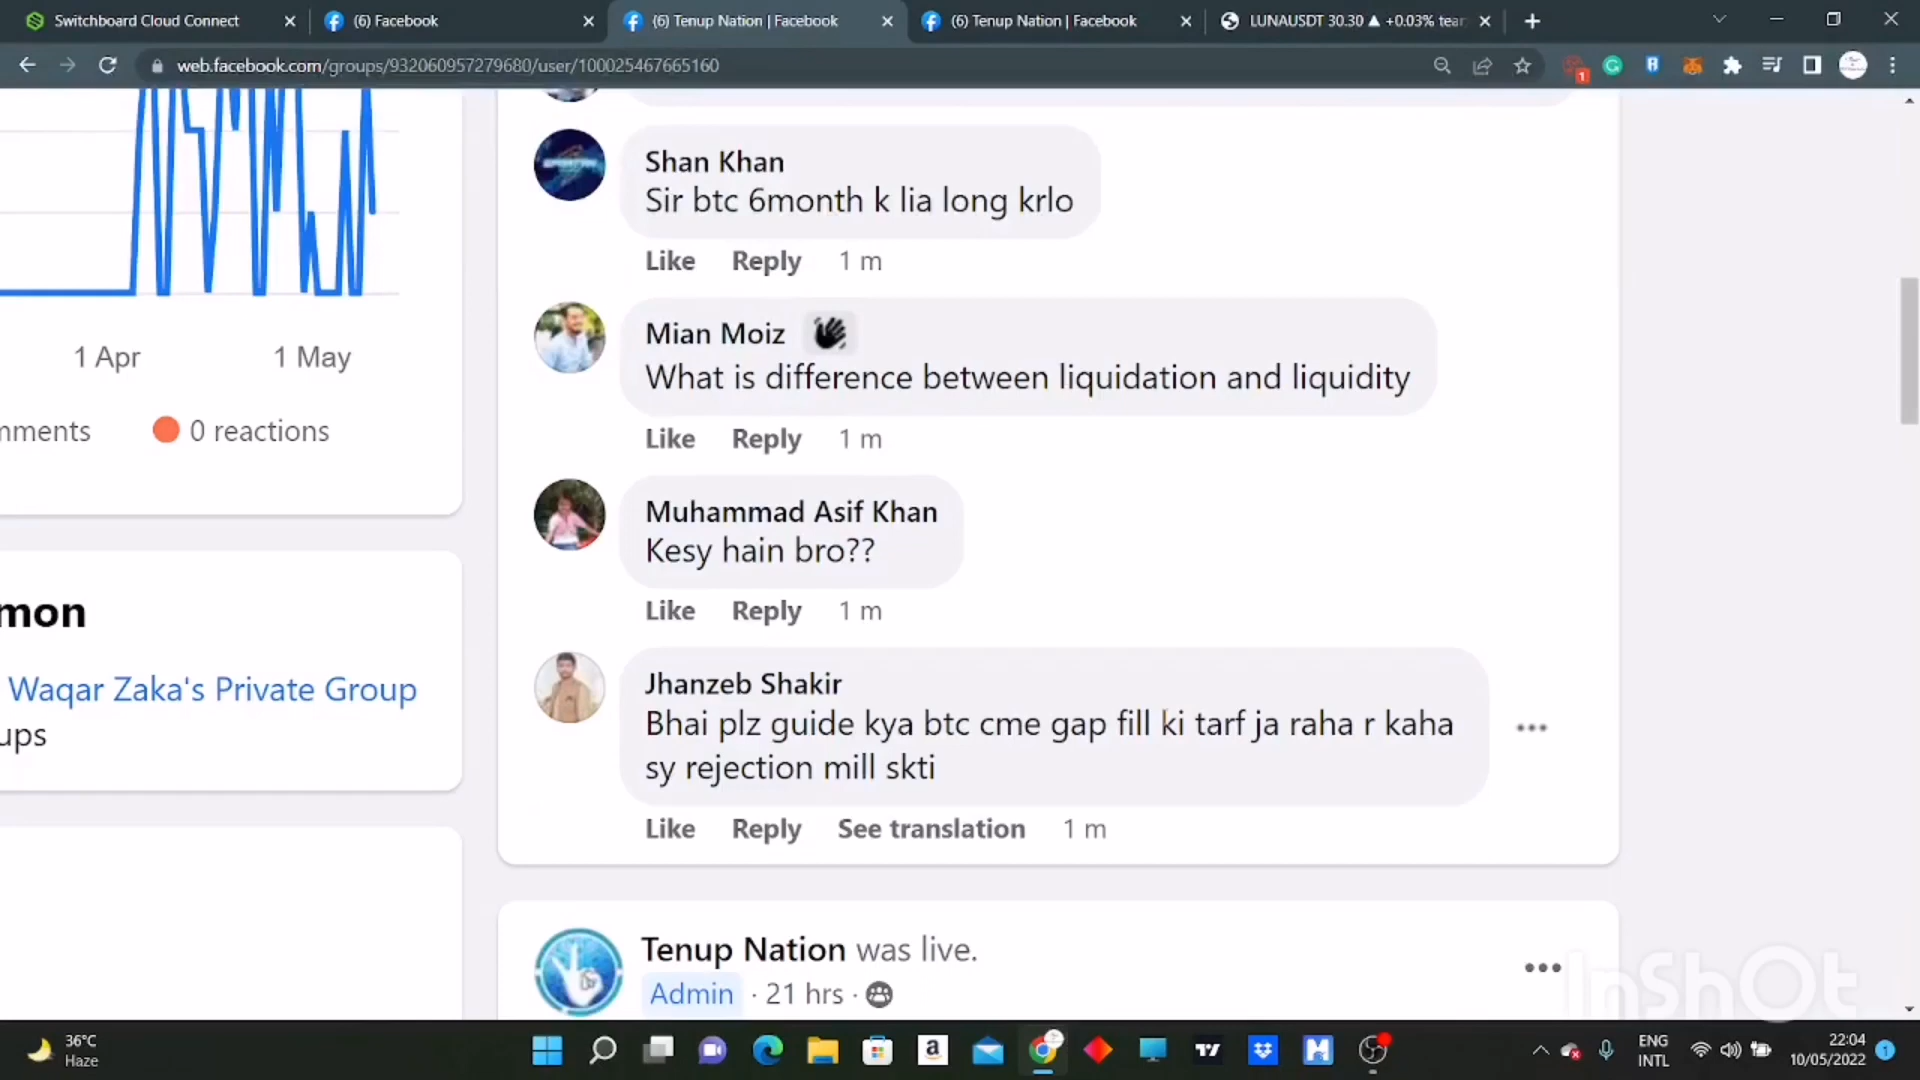 Switchboard Cloud Connect
(6) Facebook
(6) Tenup Nation | Facebook
(6) Tenup Nation | Facebook
LUNAUSDT 30.30 ▲ +0.03% tear
web.facebook.com/groups/932060957279680/user/100025467665160
1
Shan Khan
Sir btc 6month k lia long krlo
Like Reply 1 m
Mian Moiz
What is difference between liquidation and liquidity
Like Reply 1 m
1 Apr 1 May
mments 0 reactions
Muhammad Asif Khan
Kesy hain bro??
Like Reply 1 m
mon
Waqar Zaka's Private Group
ups
Jhanzeb Shakir
Bhai plz guide kya btc cme gap fill ki tarf ja raha r kaha
sy rejection mill skti
Like Reply See translation 1 m
Tenup Nation was live.
Admin · 21 hrs ·
InShOt
36°C
Haze
ENG
INTL
22:04
10/05/2022
1